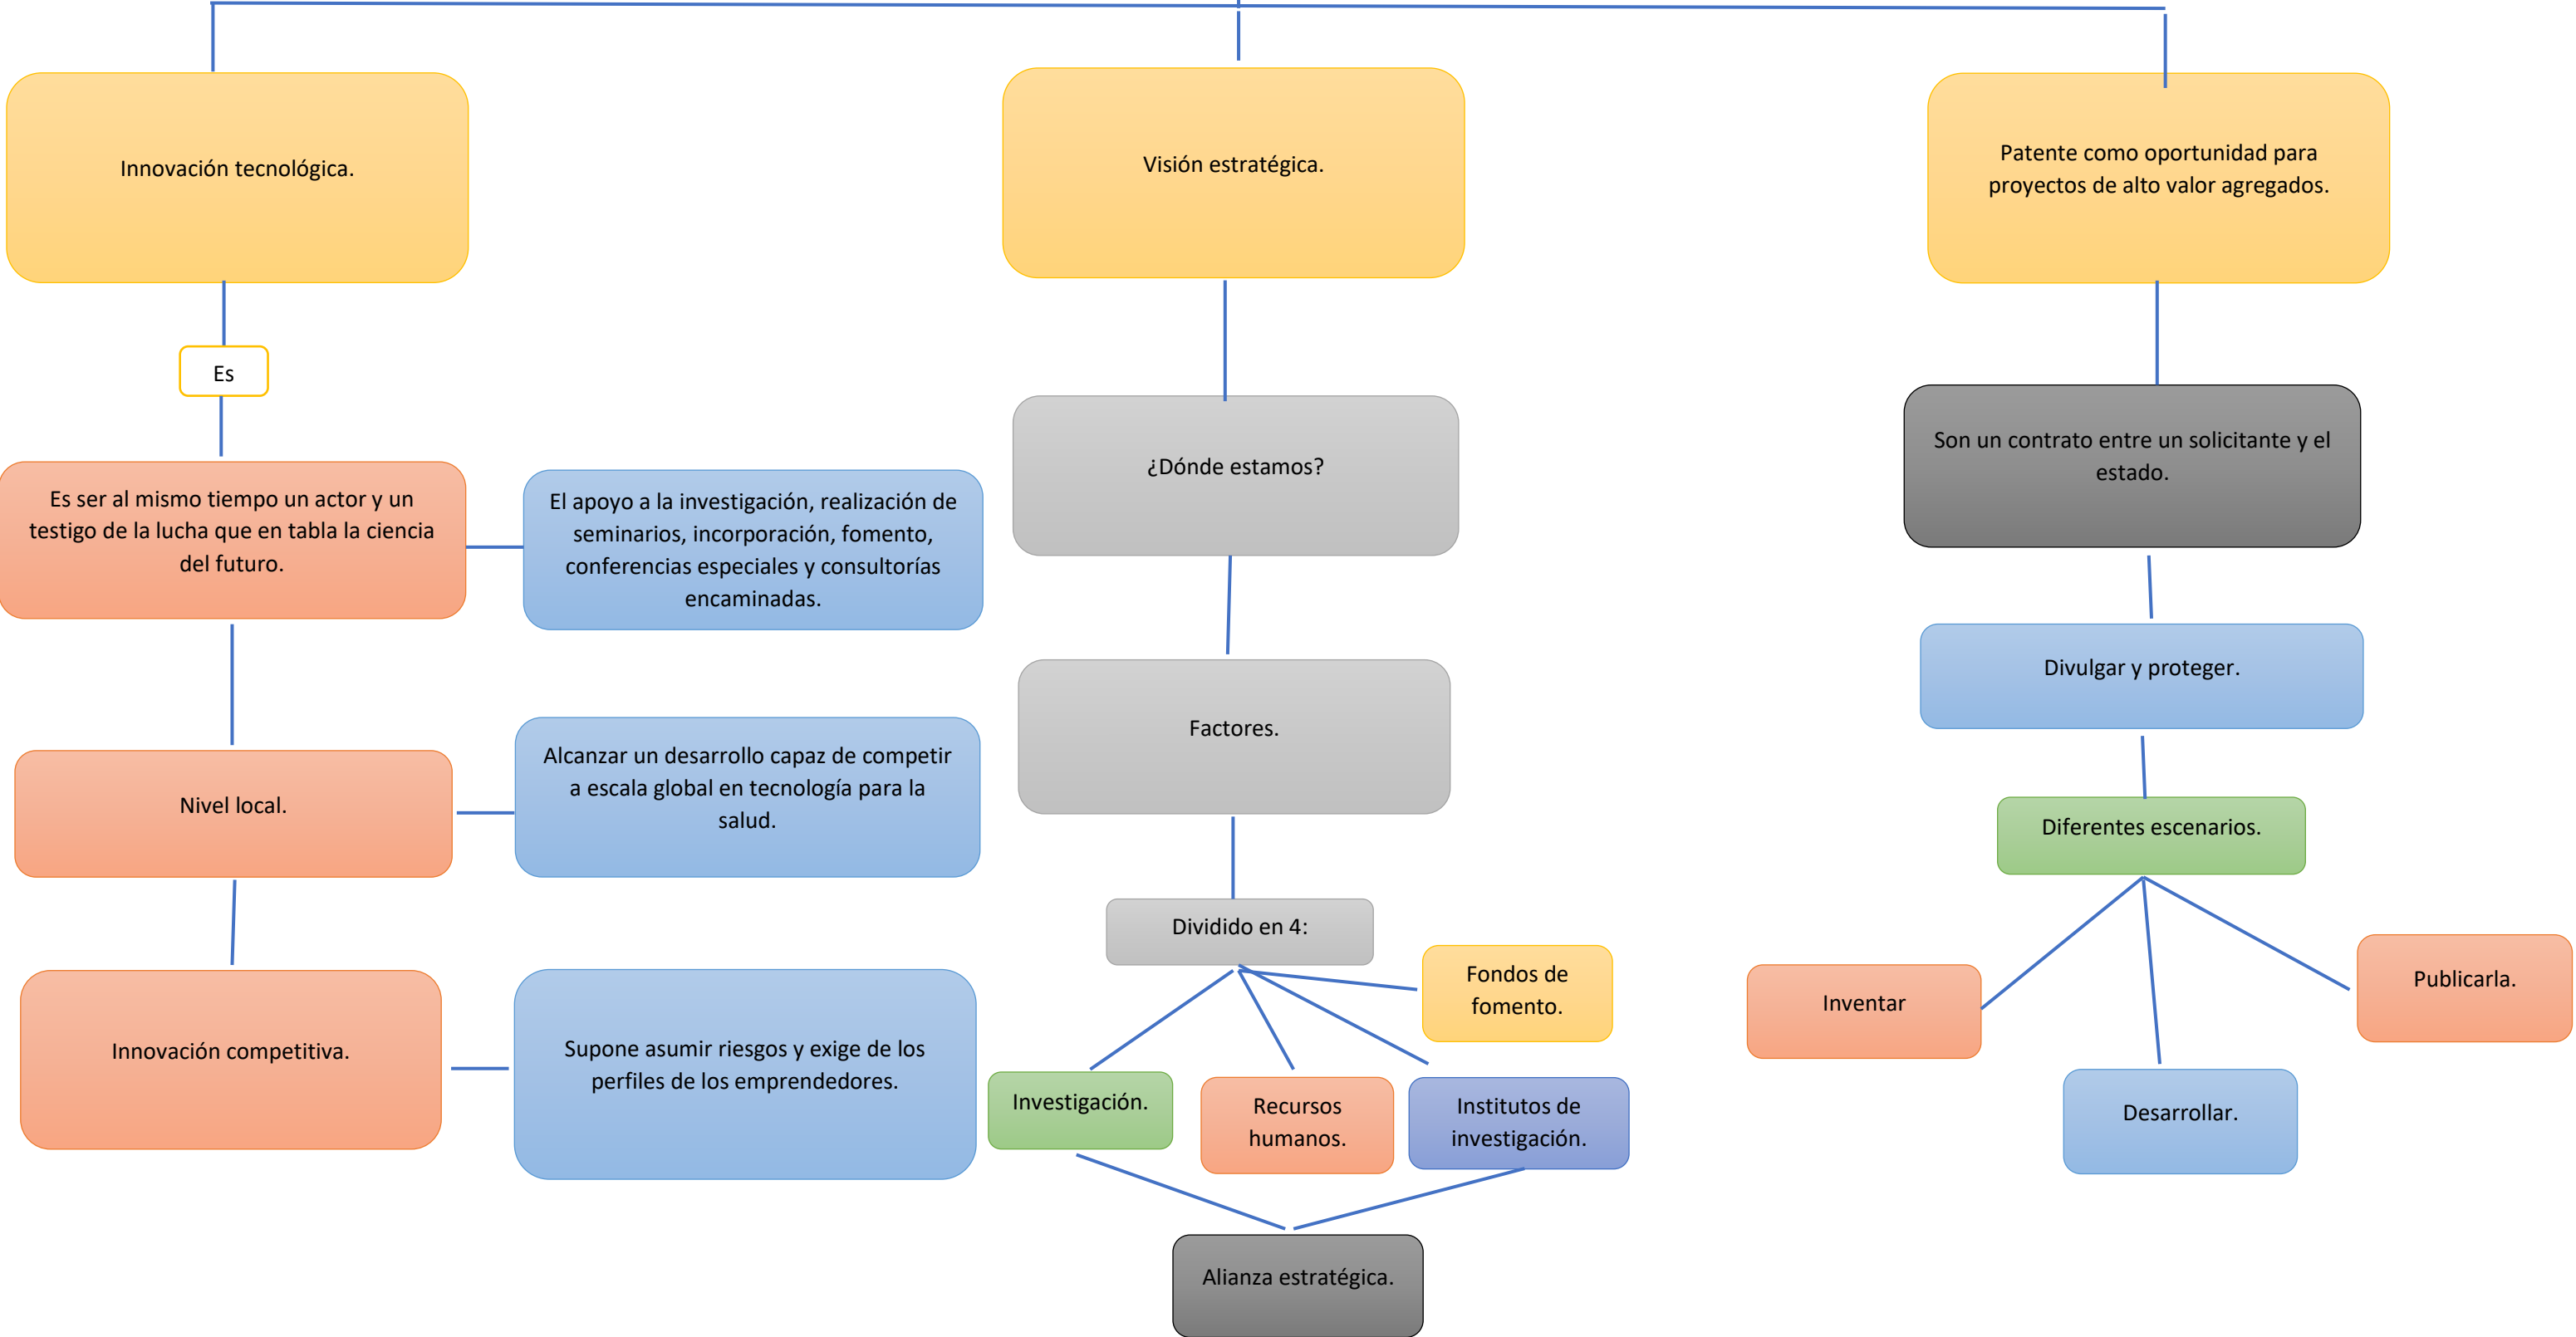 Innovación tecnológica.
Es
Es ser al mismo tiempo un actor y un
testigo de la lucha que en tabla la ciencia
del futuro.
El apoyo a la investigación, realización de
seminarios, incorporación, fomento,
conferencias especiales y consultorías
encaminadas.
Nivel local.
Alcanzar un desarrollo capaz de competir
a escala global en tecnología para la
salud.
Innovación competitiva.
Supone asumir riesgos y exige de los
perfiles de los emprendedores.
Visión estratégica.
¿Dónde estamos?
Factores.
Dividido en 4:
Fondos de
fomento.
Investigación.
Recursos
humanos.
Institutos de
investigación.
Alianza estratégica.
Patente como oportunidad para
proyectos de alto valor agregados.
Son un contrato entre un solicitante y el
estado.
Divulgar y proteger.
Diferentes escenarios.
Inventar
Desarrollar.
Publicarla.